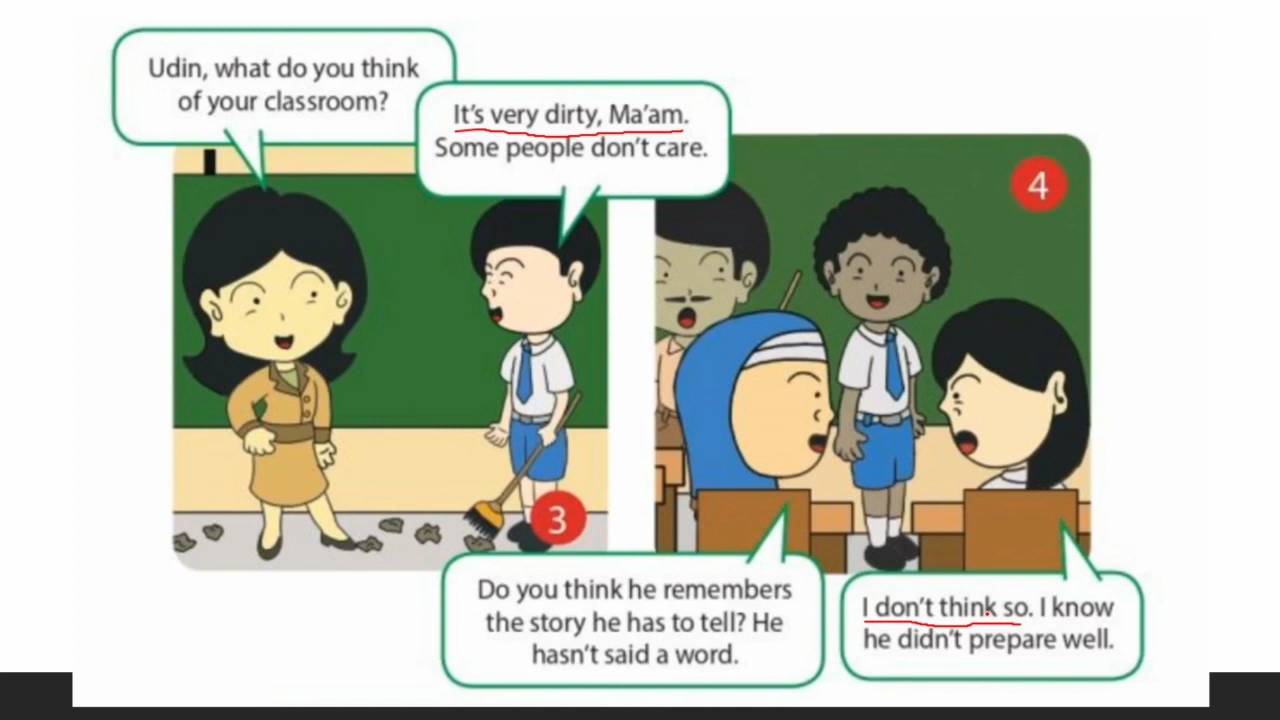 Udin, what do you think
of your classroom?
It's very dirty, Ma'am.
Some people don't care.
3
4
Do you think he remembers
the story he has to tell? He
hasn't said a word.
I don't think so. I know
he didn't prepare well.